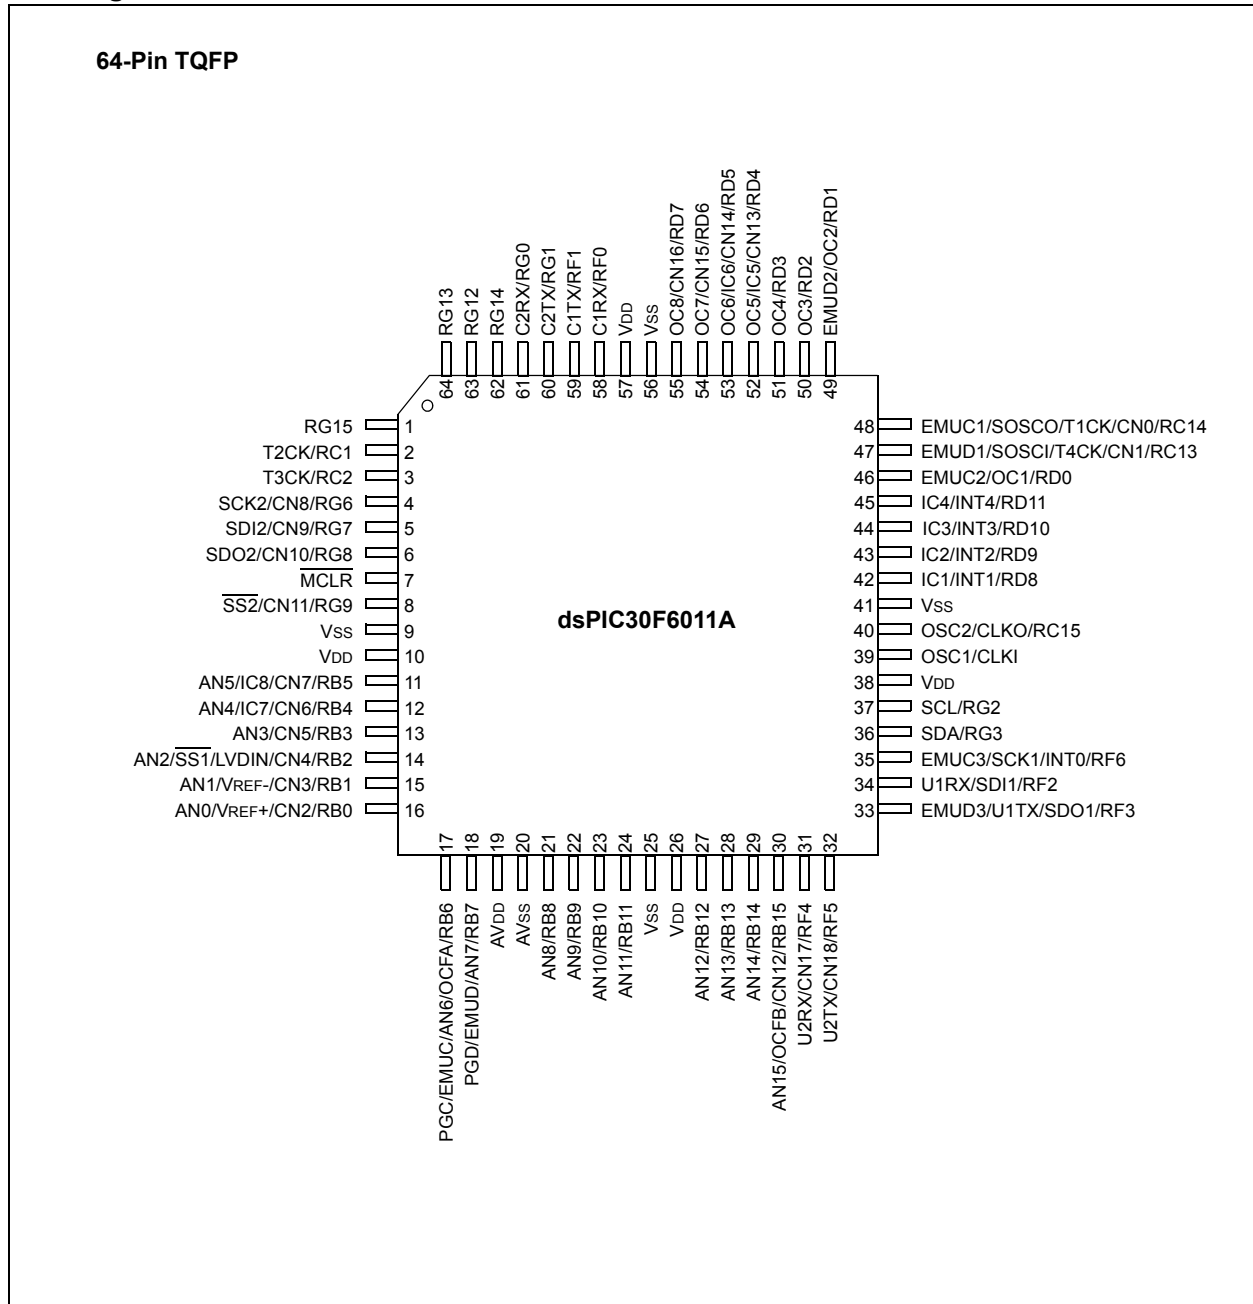 64-Pin TQFP
RG13
RG12
RG14
C2RX/RG0
C2TX/RG1
C1TX/RF1
C1RX/RF0
VDD
VSS
OC8/CN16/RD7
OC7/CN15/RD6
OC6/IC6/CN14/RD5
OC5/IC5/CN13/RD4
OC4/RD3
OC3/RD2
EMUD2/OC2/RD1
64
63
62
61
60
59
58
57
56
55
54
53
52
51
50
49
RG15 1
T2CK/RC1 2
T3CK/RC2 3
SCK2/CN8/RG6 4
SDI2/CN9/RG7 5
SDO2/CN10/RG8 6
MCLR 7
SS2/CN11/RG9 8
VSS 9
VDD 10
AN5/IC8/CN7/RB5 11
AN4/IC7/CN6/RB4 12
AN3/CN5/RB3 13
AN2/SS1/LVDIN/CN4/RB2 14
AN1/VREF-/CN3/RB1 15
AN0/VREF+/CN2/RB0 16
dsPIC30F6011A
48 EMUC1/SOSCO/T1CK/CN0/RC14
47 EMUD1/SOSCI/T4CK/CN1/RC13
46 EMUC2/OC1/RD0
45 IC4/INT4/RD11
44 IC3/INT3/RD10
43 IC2/INT2/RD9
42 IC1/INT1/RD8
41 VSS
40 OSC2/CLKO/RC15
39 OSC1/CLKI
38 VDD
37 SCL/RG2
36 SDA/RG3
35 EMUC3/SCK1/INT0/RF6
34 U1RX/SDI1/RF2
33 EMUD3/U1TX/SDO1/RF3
17
18
19
20
21
22
23
24
25
26
27
28
29
30
31
32
PGC/EMUC/AN6/OCFA/RB6
PGD/EMUD/AN7/RB7
AVDD
AVSS
AN8/RB8
AN9/RB9
AN10/RB10
AN11/RB11
VSS
VDD
AN12/RB12
AN13/RB13
AN14/RB14
AN15/OCFB/CN12/RB15
U2RX/CN17/RF4
U2TX/CN18/RF5